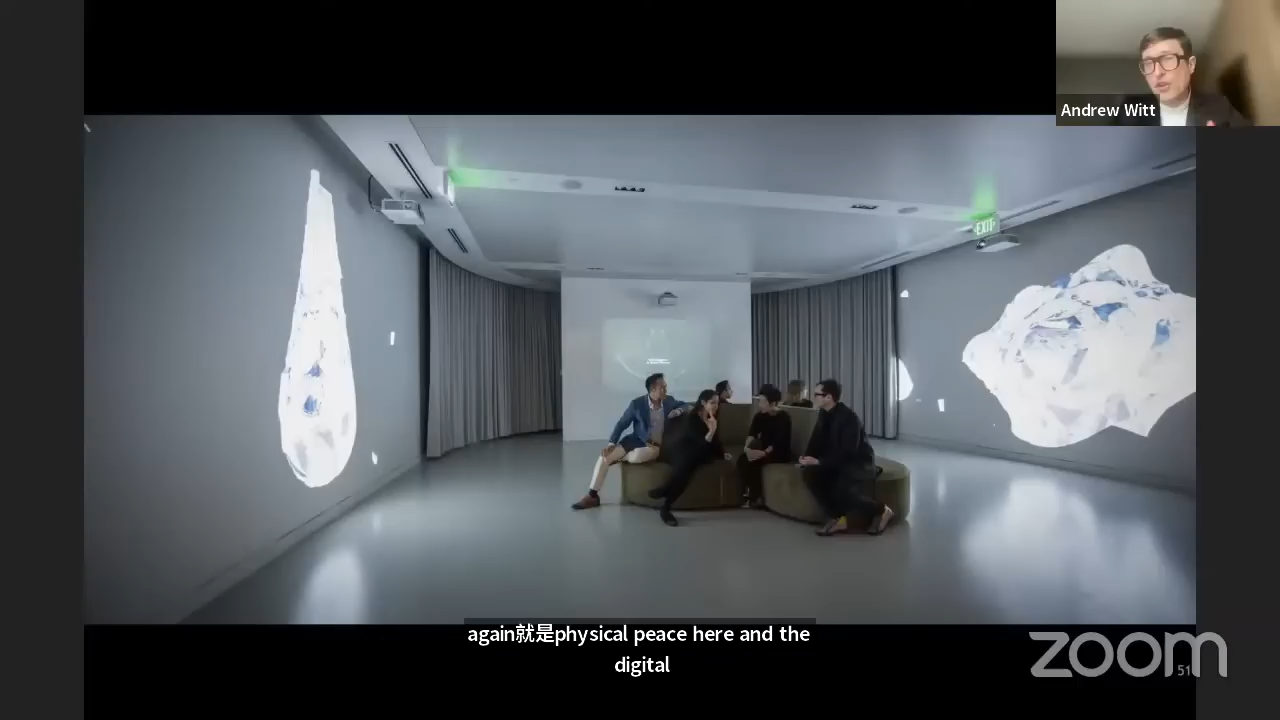 Andrew Witt
EXIT
again就是physical peace here and the
digital
zoom
51